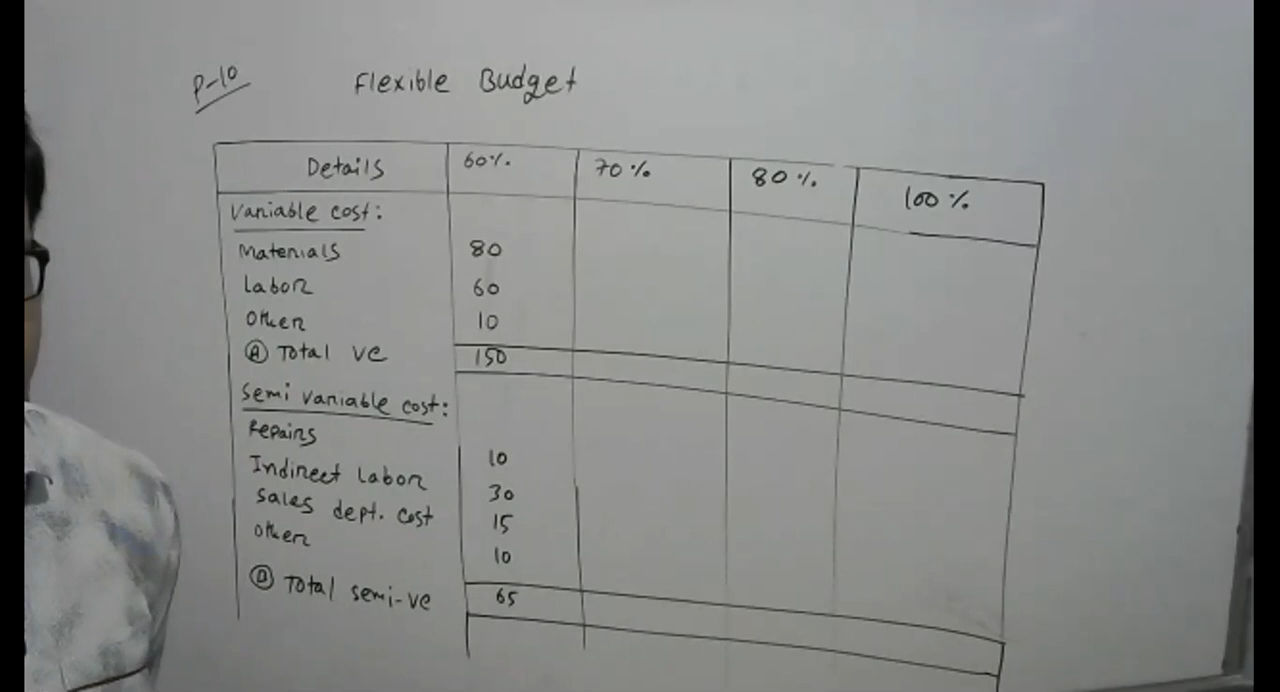 P-10 Flexible Budget
Details 60% 70% 80% 100%
Variable cost:
Materials 80
Labor 60
Other 10
Ⓐ Total vc 150
Semi variable cost:
Repairs 10
Indirect Labor 30
Sales dept. cost 15
Other 10
Ⓑ Total semi-vc 65